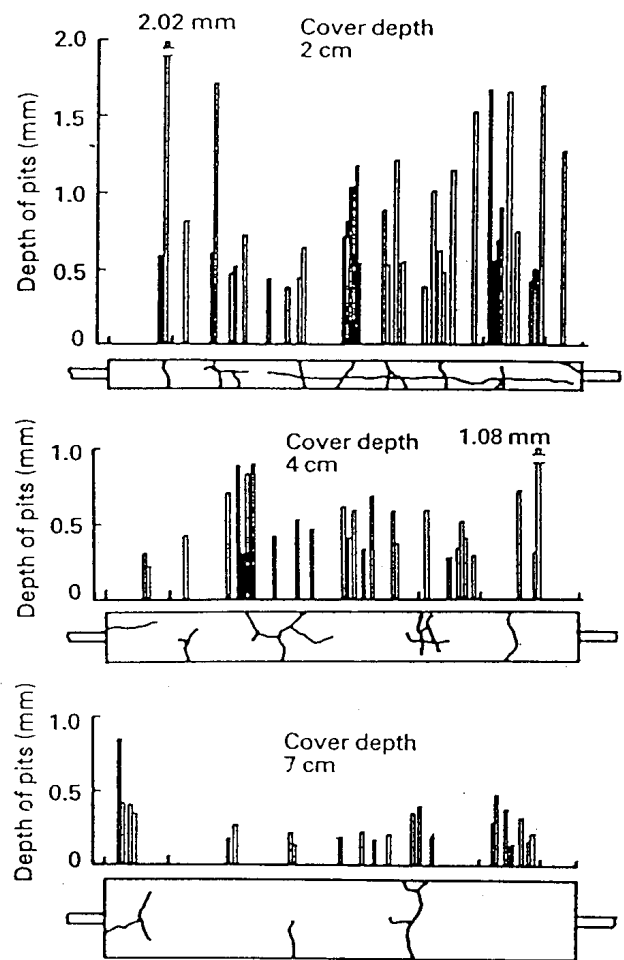 2.02 mm
Cover depth
2 cm
Depth of pits (mm)
2.0
1.5
1.0
0.5
0
Cover depth
4 cm
1.08 mm
Depth of pits (mm)
1.0
0.5
0
Cover depth
7 cm
Depth of pits (mm)
1.0
0.5
0